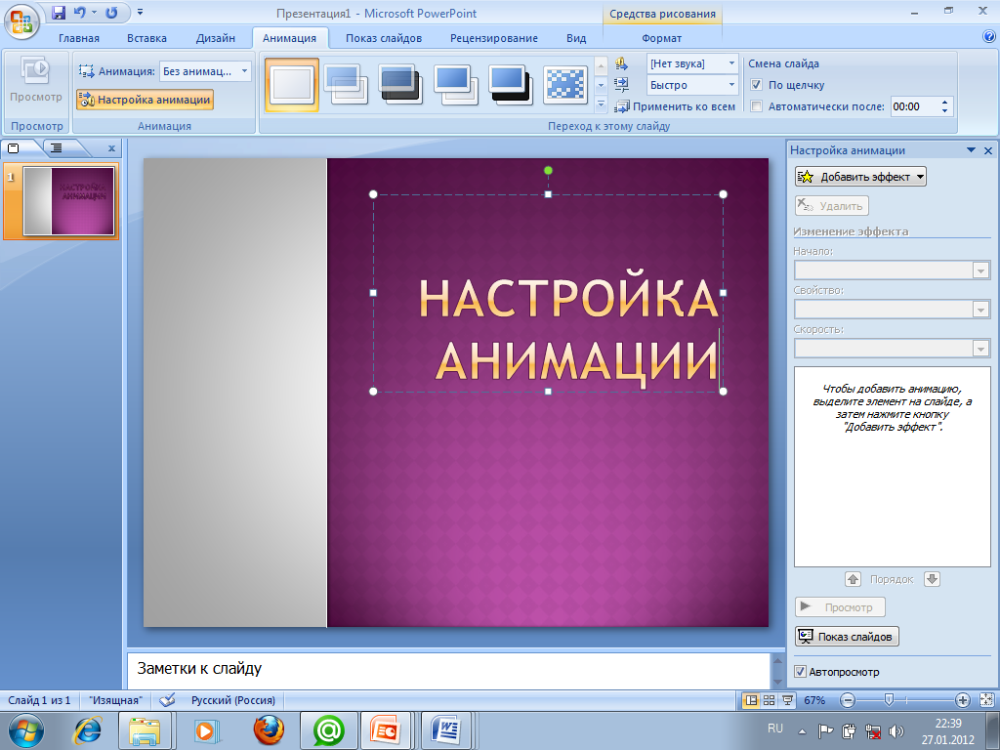 Презентация1 - Microsoft PowerPoint
Средства рисования
Главная Вставка Дизайн Анимация Показ слайдов Рецензирование Вид Формат
Просмотр
Анимация: Без анимац...
Настройка анимации
[Нет звука]
Быстро
Применить ко всем
Смена слайда
По щелчку
Автоматически после: 00:00
Просмотр Анимация Переход к этому слайду
1
НАСТРОЙКА
АНИМАЦИИ
НАСТРОЙКА
АНИМАЦИИ
Настройка анимации
Добавить эффект
Удалить
Изменение эффекта
Начало:
Свойство:
Скорость:
Чтобы добавить анимацию,
выделите элемент на слайде, а
затем нажмите кнопку
"Добавить эффект".
Порядок
Просмотр
Показ слайдов
Автопросмотр
Заметки к слайду
Слайд 1 из 1 "Изящная" Русский (Россия) 67%
RU 22:39
27.01.2012